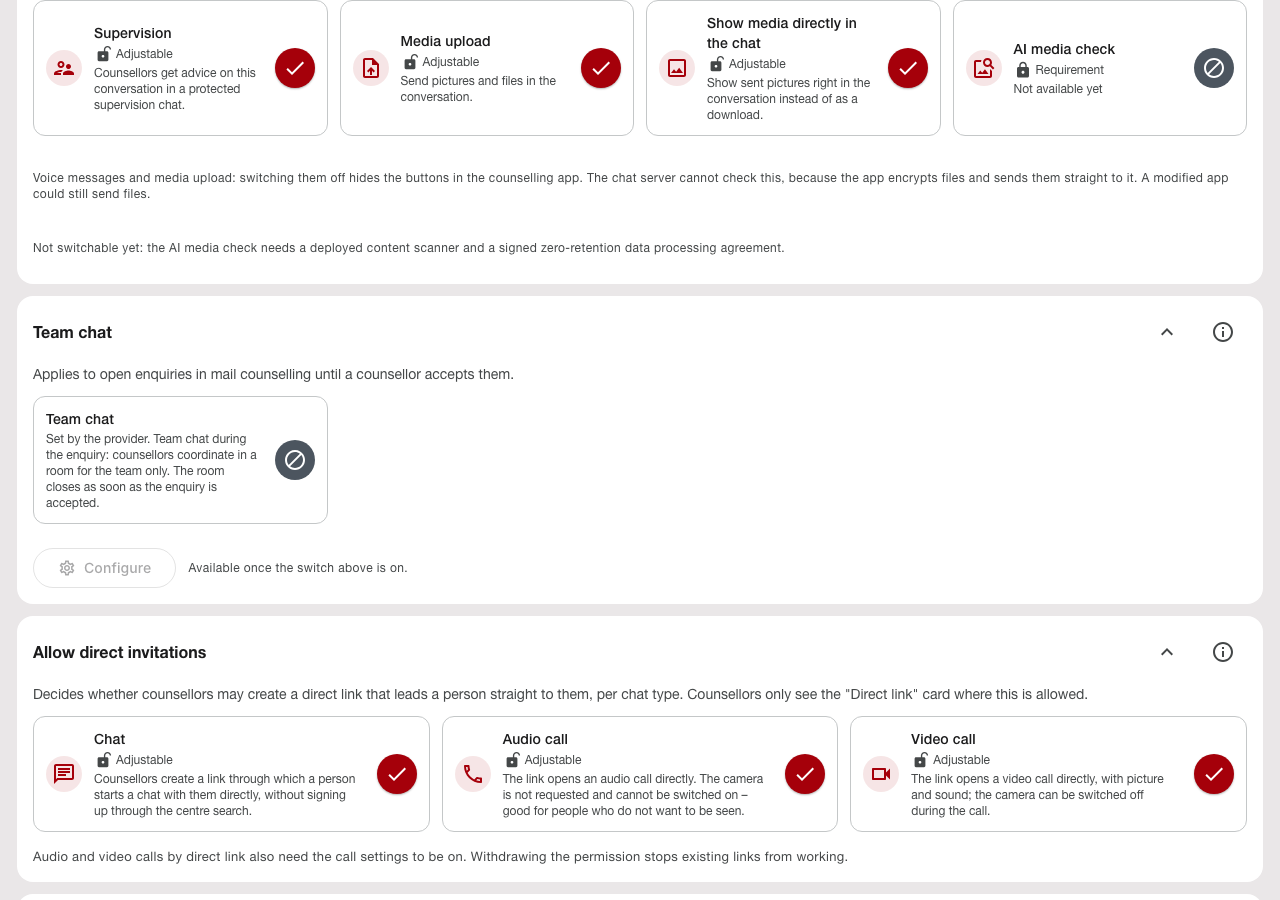 Supervision
Adjustable
Counsellors get advice on this
conversation in a protected
supervision chat.
Media upload
Adjustable
Send pictures and files in the
conversation.
Show media directly in
the chat
Adjustable
Show sent pictures right in the
conversation instead of as a
download.
AI media check
Requirement
Not available yet
Voice messages and media upload: switching them off hides the buttons in the counselling app. The chat server cannot check this, because the app encrypts files and sends them straight to it. A modified app
could still send files.
Not switchable yet: the AI media check needs a deployed content scanner and a signed zero-retention data processing agreement.
Team chat
Applies to open enquiries in mail counselling until a counsellor accepts them.
Team chat
Set by the provider. Team chat during
the enquiry: counsellors coordinate in a
room for the team only. The room
closes as soon as the enquiry is
accepted.
Configure
Available once the switch above is on.
Allow direct invitations
Decides whether counsellors may create a direct link that leads a person straight to them, per chat type. Counsellors only see the "Direct link" card where this is allowed.
Chat
Adjustable
Counsellors create a link through which a person
starts a chat with them directly, without signing
up through the centre search.
Audio call
Adjustable
The link opens an audio call directly. The camera
is not requested and cannot be switched on –
good for people who do not want to be seen.
Video call
Adjustable
The link opens a video call directly, with picture
and sound; the camera can be switched off
during the call.
Audio and video calls by direct link also need the call settings to be on. Withdrawing the permission stops existing links from working.